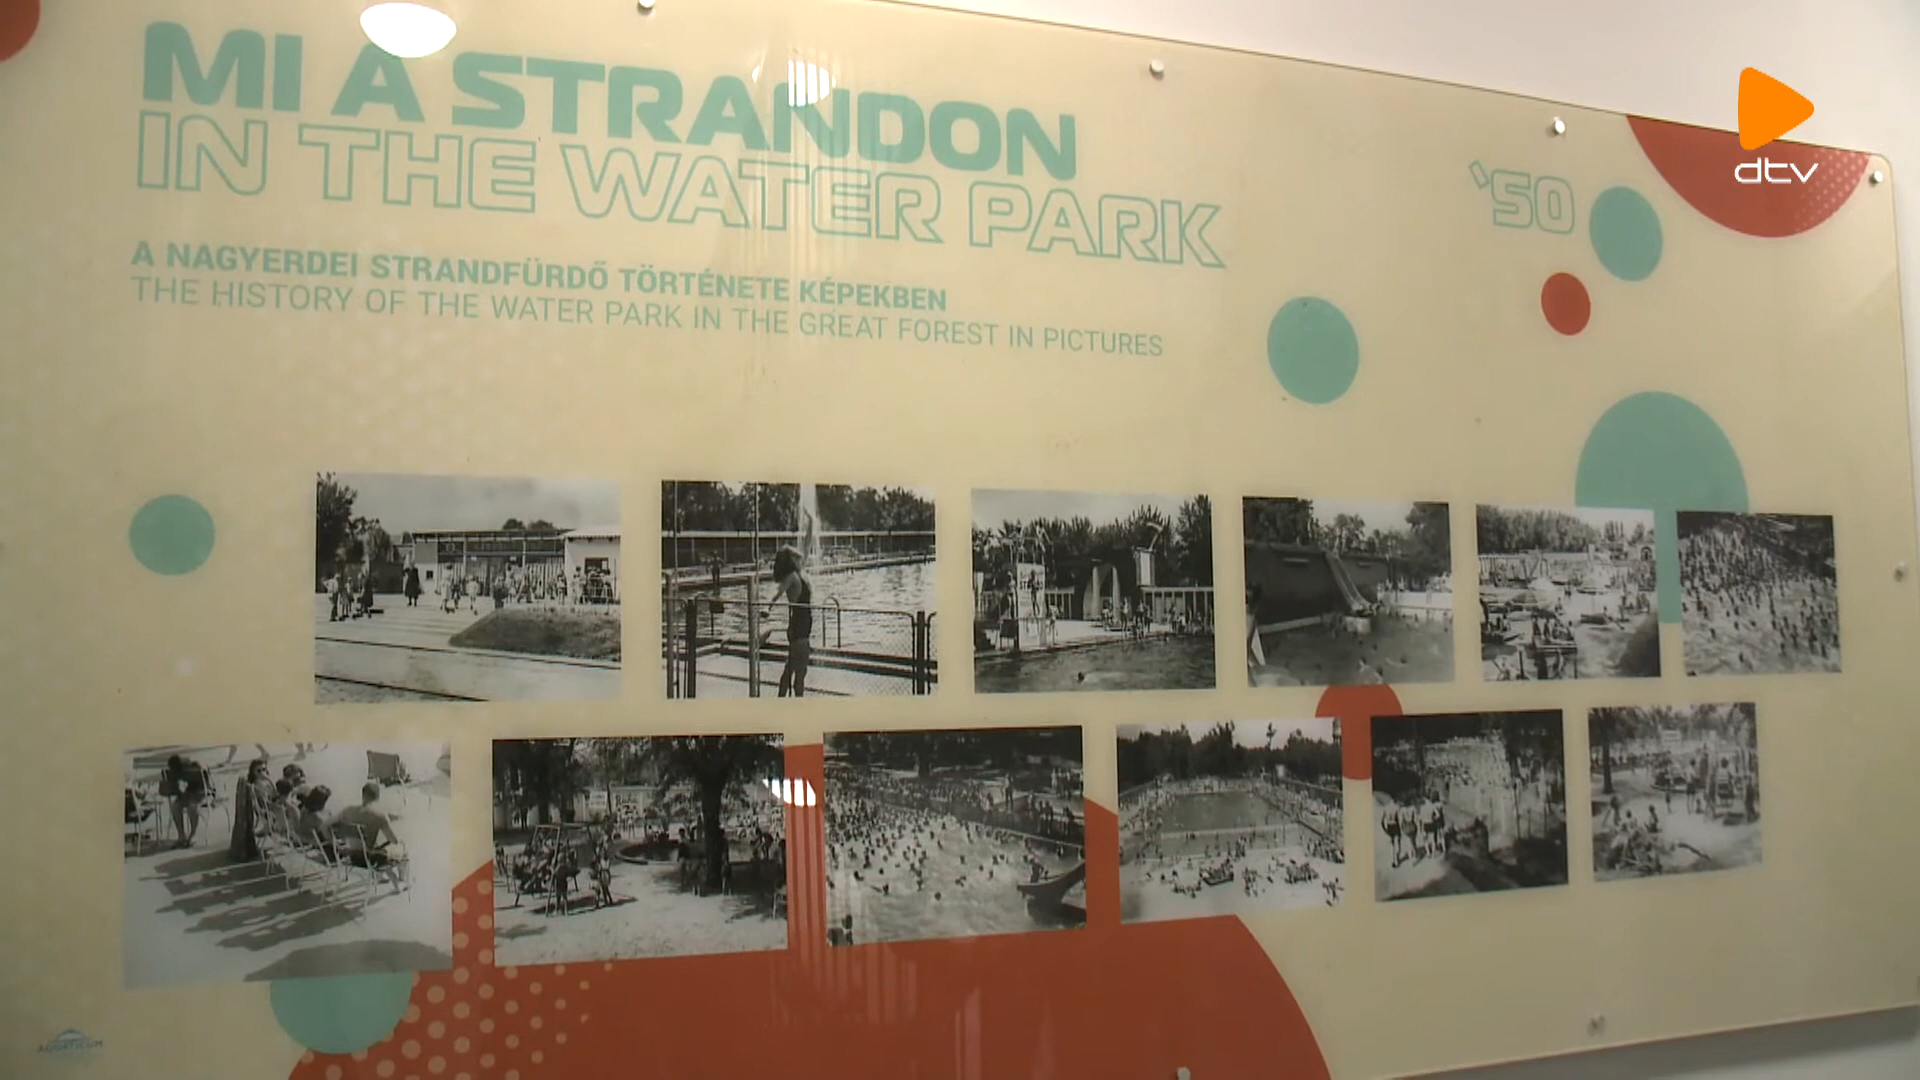 MI A STRANDON
IN THE WATER PARK
'50
A NAGYERDEI STRANDFÜRDŐ TÖRTÉNETE KÉPEKBEN
THE HISTORY OF THE WATER PARK IN THE GREAT FOREST IN PICTURES
dtv
AQUATICUM